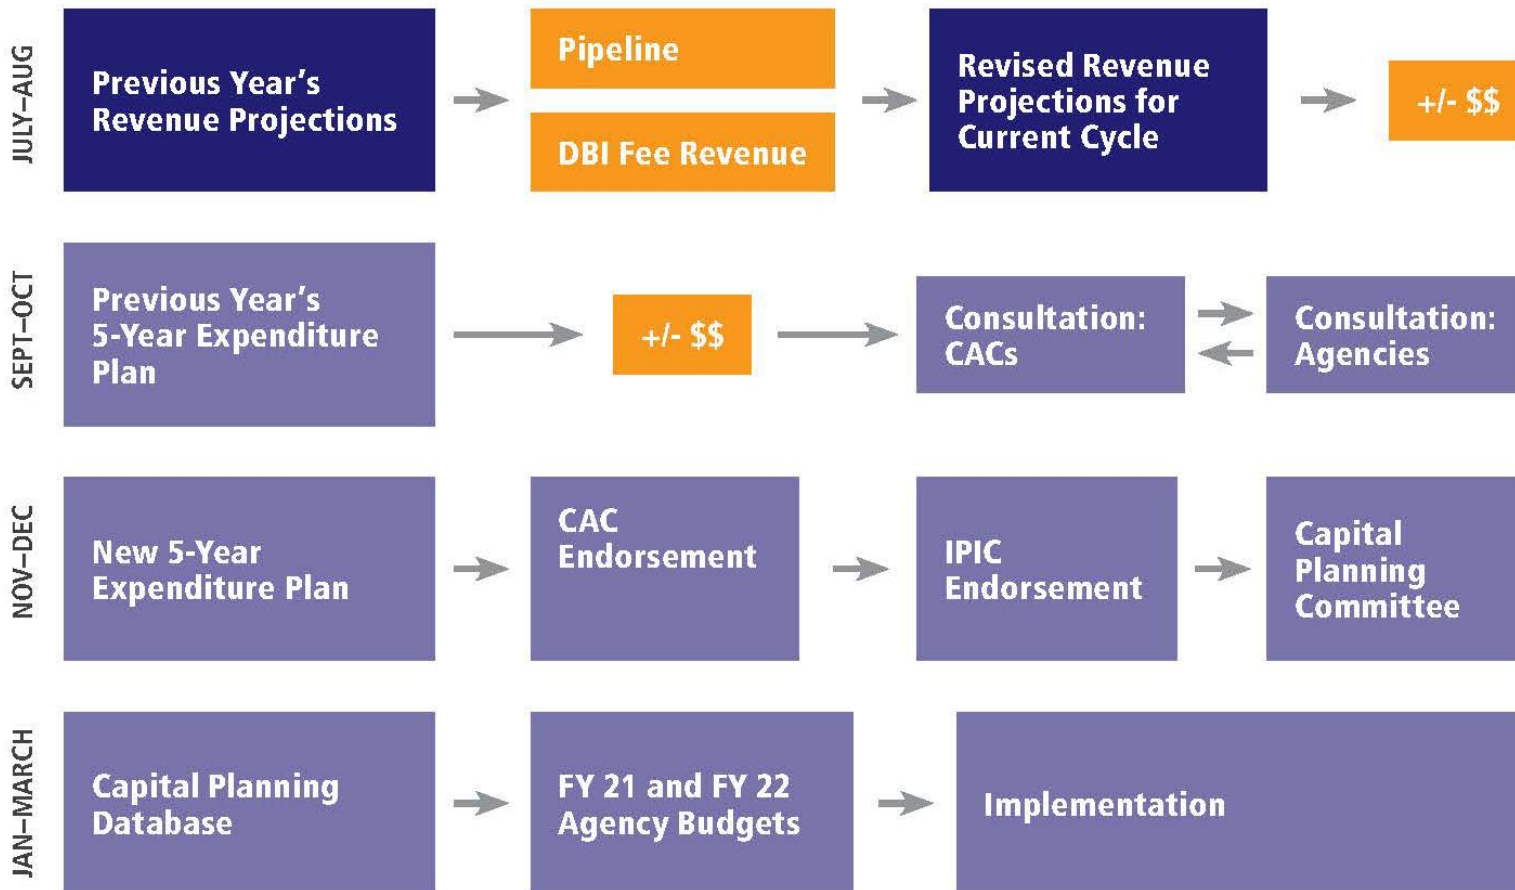 JULY–AUG
Previous Year's
Revenue Projections
Pipeline
DBI Fee Revenue
Revised Revenue
Projections for
Current Cycle
+/- $$
SEPT–OCT
Previous Year's
5-Year Expenditure
Plan
+/- $$
Consultation:
CACs
Consultation:
Agencies
NOV–DEC
New 5-Year
Expenditure Plan
CAC
Endorsement
IPIC
Endorsement
Capital
Planning
Committee
JAN–MARCH
Capital Planning
Database
FY 21 and FY 22
Agency Budgets
Implementation